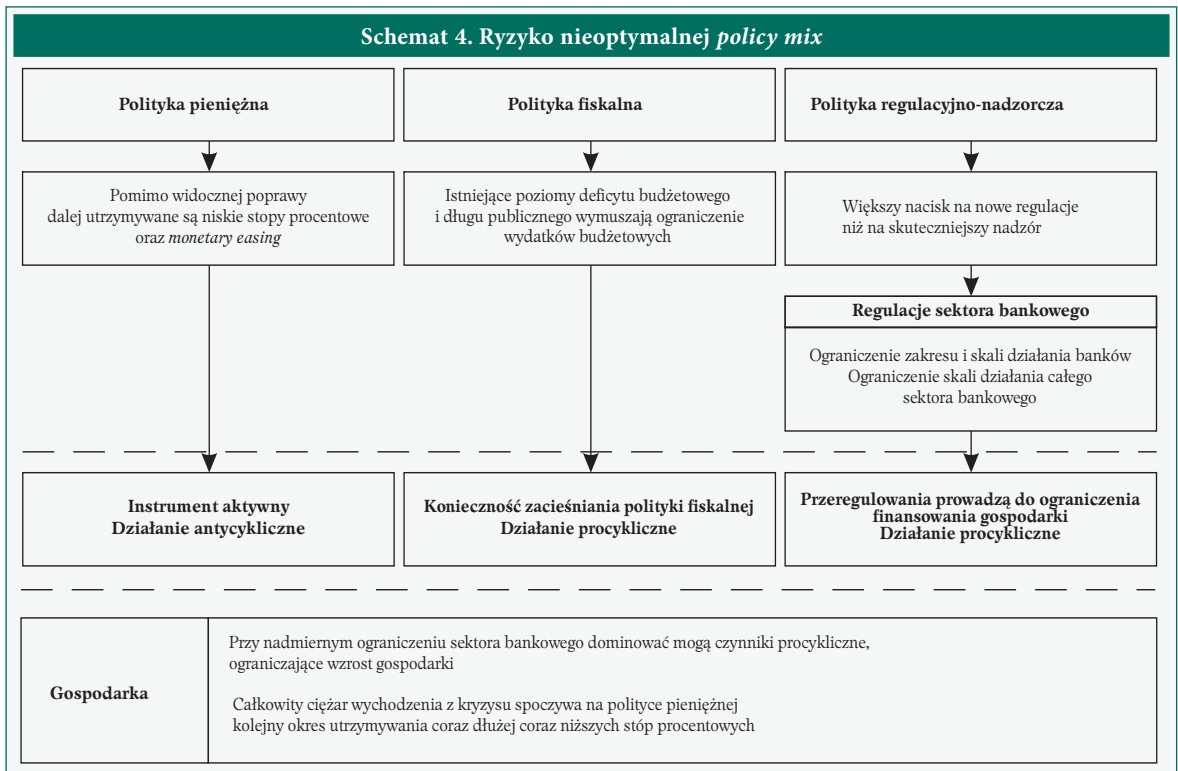 Schemat 4. Ryzyko nieoptymalnej policy mix
Polityka pieniężna
Polityka fiskalna
Polityka regulacyjno-nadzorcza
Pomimo widocznej poprawy
dalej utrzymywane są niskie stopy procentowe
oraz monetary easing
Istniejące poziomy deficytu budżetowego
i długu publicznego wymuszają ograniczenie
wydatków budżetowych
Większy nacisk na nowe regulacje
niż na skuteczniejszy nadzór
Regulacje sektora bankowego
Ograniczenie zakresu i skali działania banków
Ograniczenie skali działania całego
sektora bankowego
Instrument aktywny
Działanie antycykliczne
Konieczność zacieśniania polityki fiskalnej
Działanie procykliczne
Przeregulowania prowadzą do ograniczenia
finansowania gospodarki
Działanie procykliczne
Gospodarka
Przy nadmiernym ograniczeniu sektora bankowego dominować mogą czynniki procykliczne,
ograniczające wzrost gospodarki
Całkowity ciężar wychodzenia z kryzysu spoczywa na polityce pieniężnej
kolejny okres utrzymywania coraz dłużej coraz niższych stóp procentowych